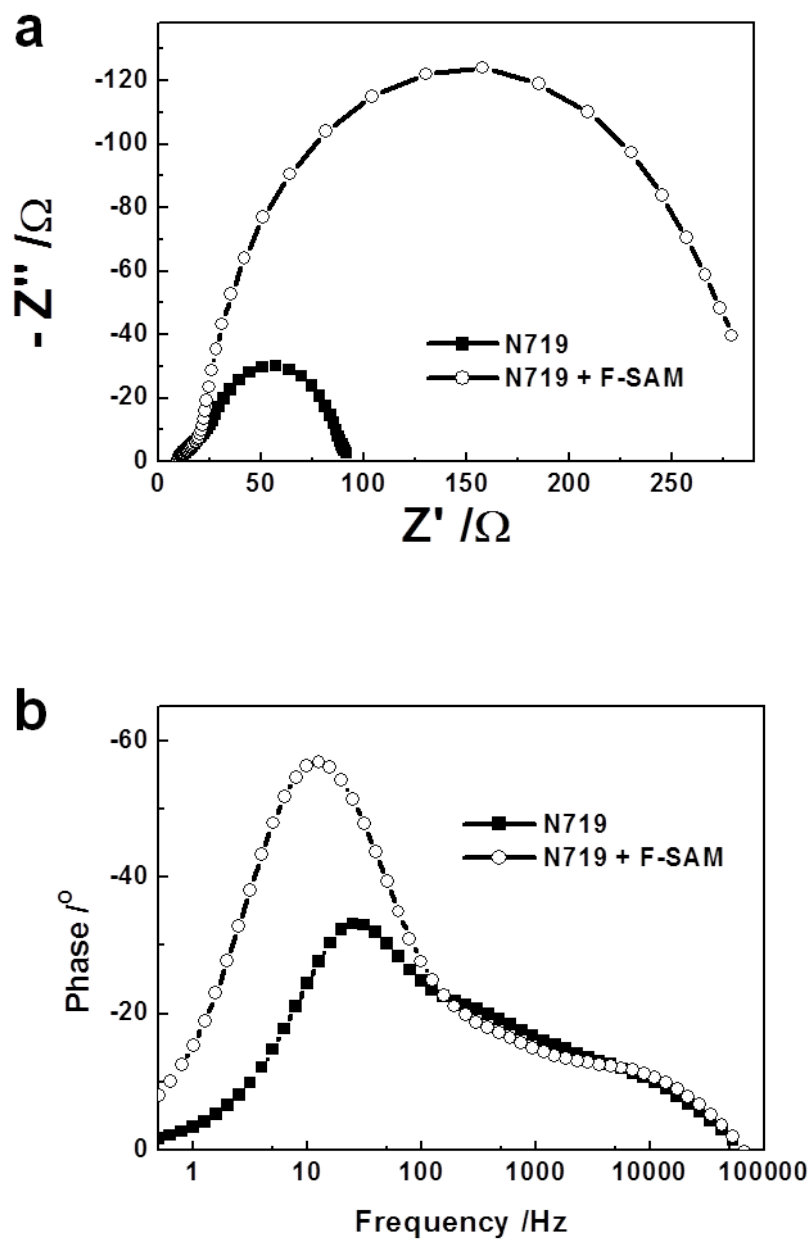 a
-120
-100
-80
-60
-40
-20
0
- Z'' /Ω
N719
N719 + F-SAM
0 50 100 150 200 250
Z' /Ω
b
-60
-40
-20
0
Phase /°
N719
N719 + F-SAM
1 10 100 1000 10000 100000
Frequency /Hz